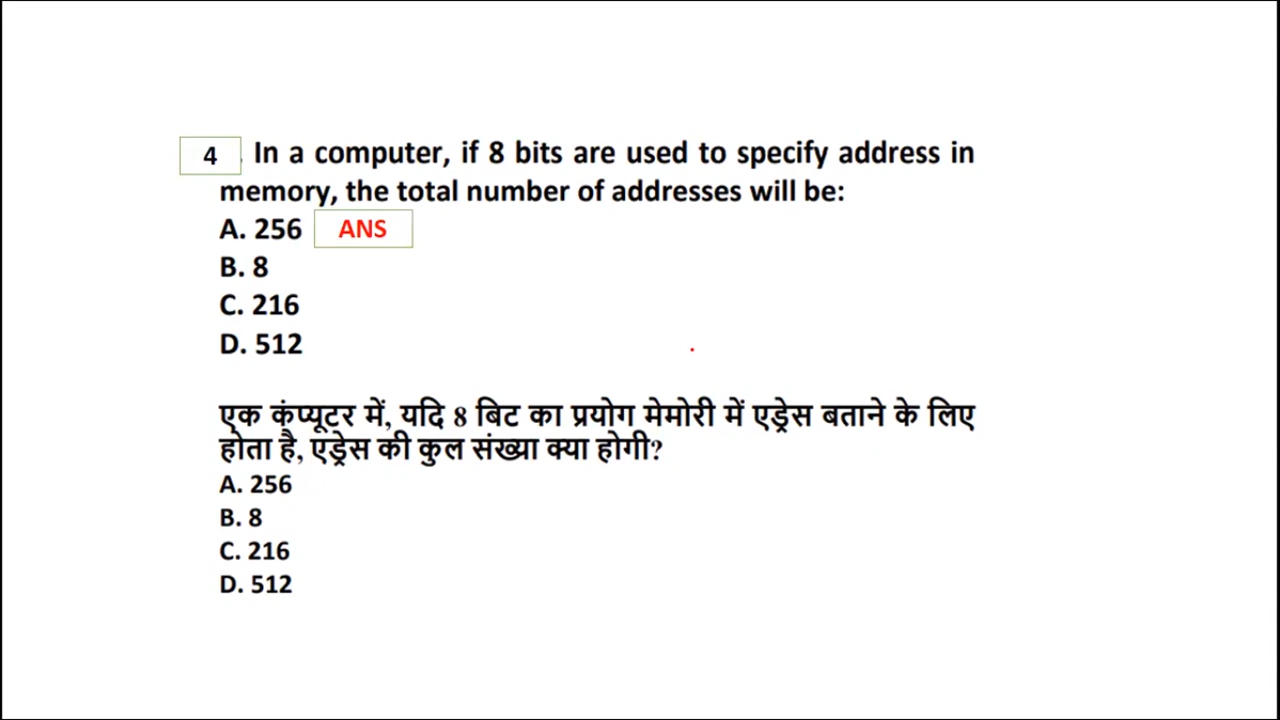 4. In a computer, if 8 bits are used to specify address in
memory, the total number of addresses will be:
A. 256 ANS
B. 8
C. 216
D. 512
एक कंप्यूटर में, यदि 8 बिट का प्रयोग मेमोरी में एड्रेस बताने के लिए
होता है, एड्रेस की कुल संख्या क्या होगी?
A. 256
B. 8
C. 216
D. 512